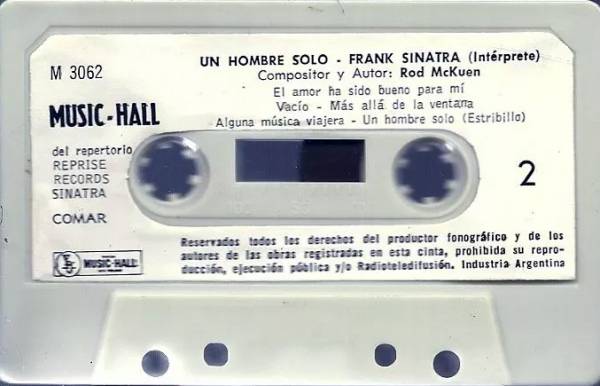 UN HOMBRE SOLO - FRANK SINATRA (Intérprete)
Compositor y Autor: Rod McKuen
M 3062
El amor ha sido bueno para mí
Vacío - Más allá de la ventana
Alguna música viajera - Un hombre solo (Estribillo)
MUSIC-HALL
del repertorio
REPRISE
RECORDS
SINATRA
COMAR
2
Reservados todos los derechos del productor fonográfico y de los
autores de las obras registradas en esta cinta, prohibida su repro-
ducción, ejecución pública y/o Radioteledifusión. Industria Argentina
MUSIC-HALL